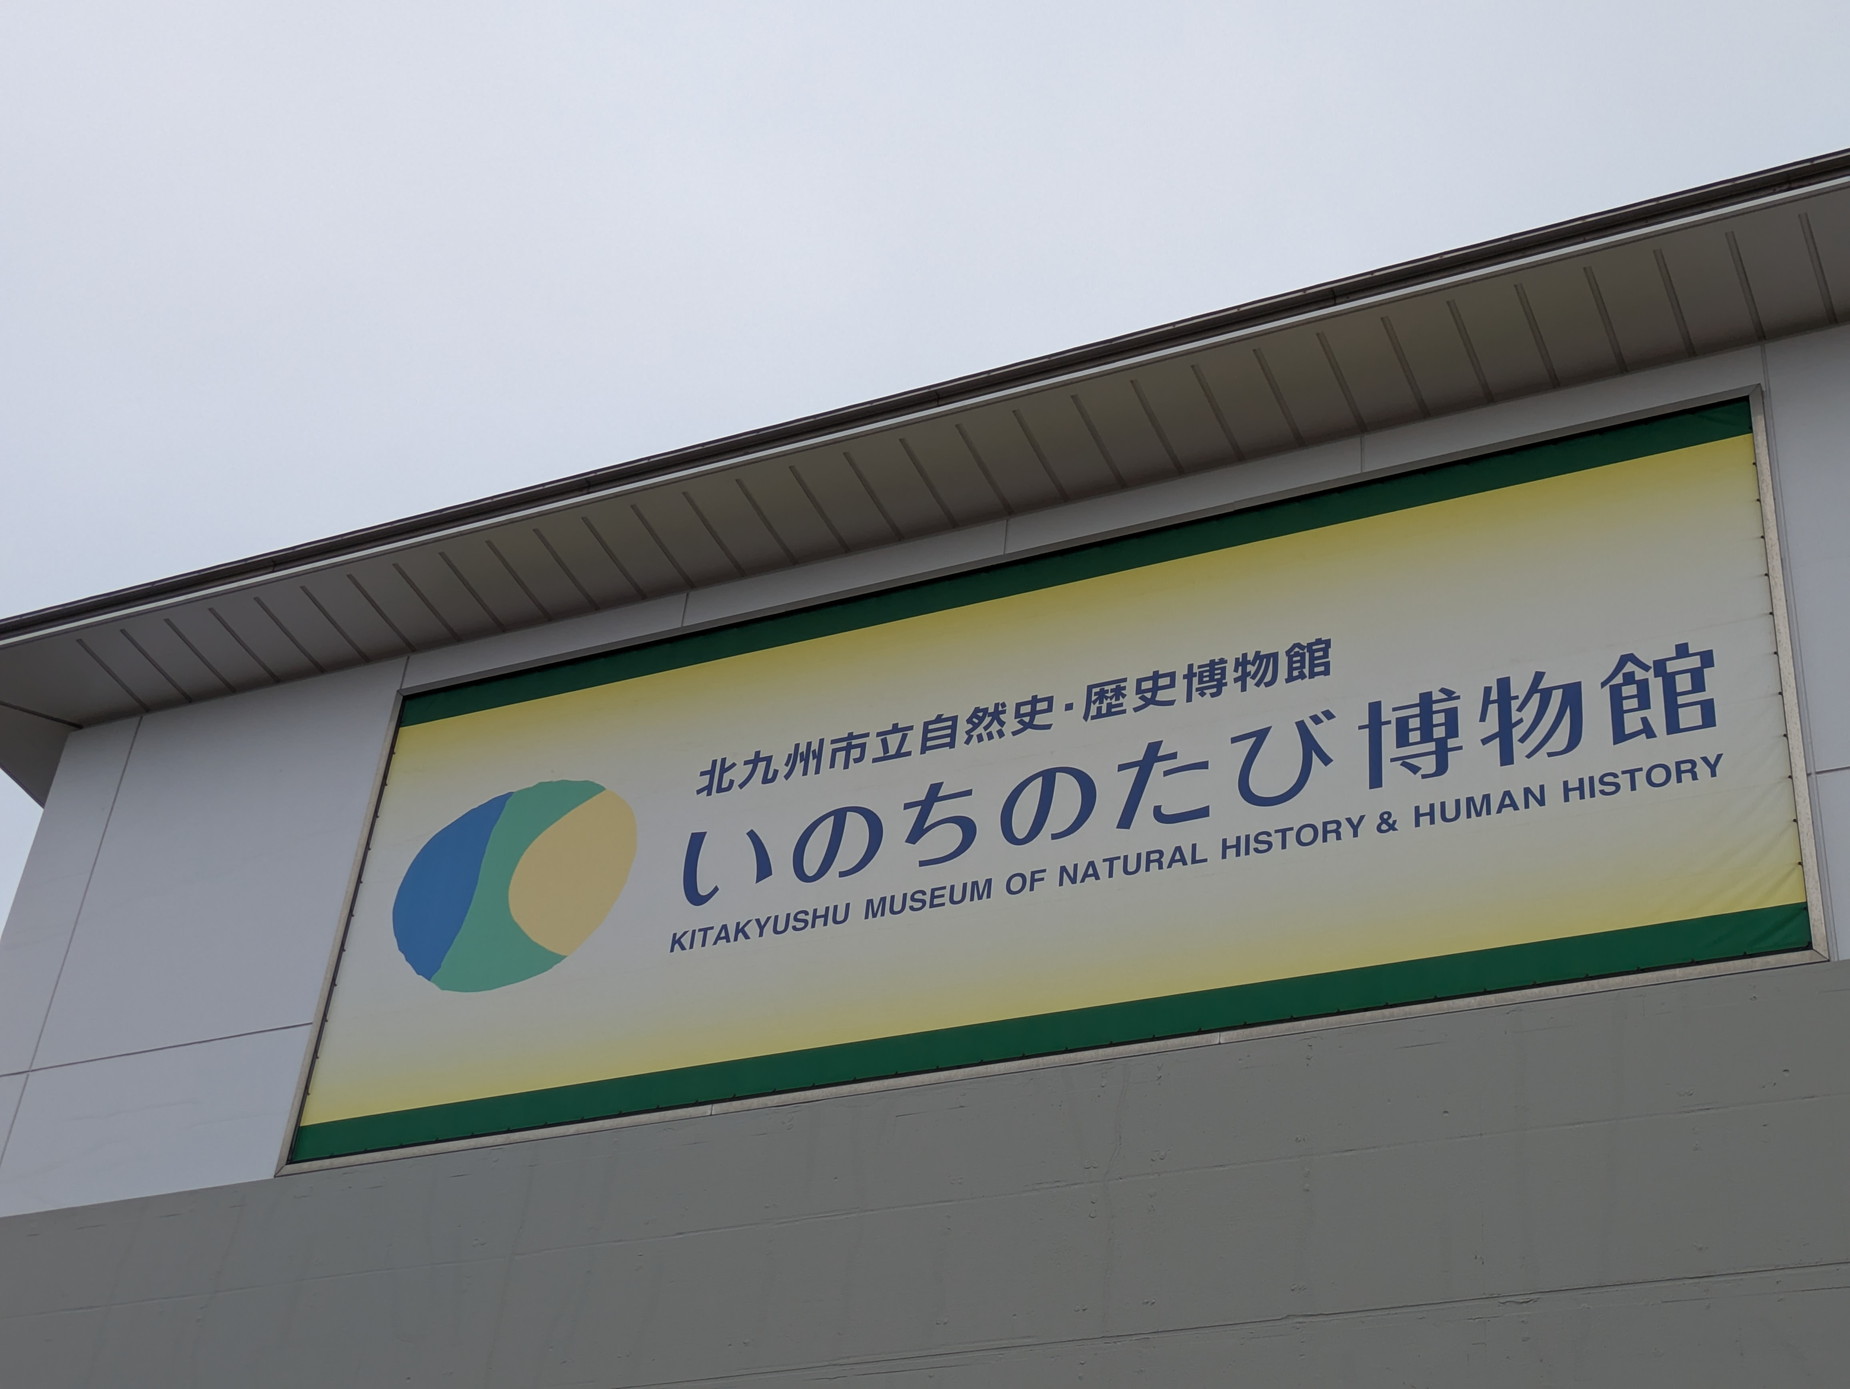 北九州市立自然史・歴史博物館
いのちのたび博物館
KITAKYUSHU MUSEUM OF NATURAL HISTORY & HUMAN HISTORY